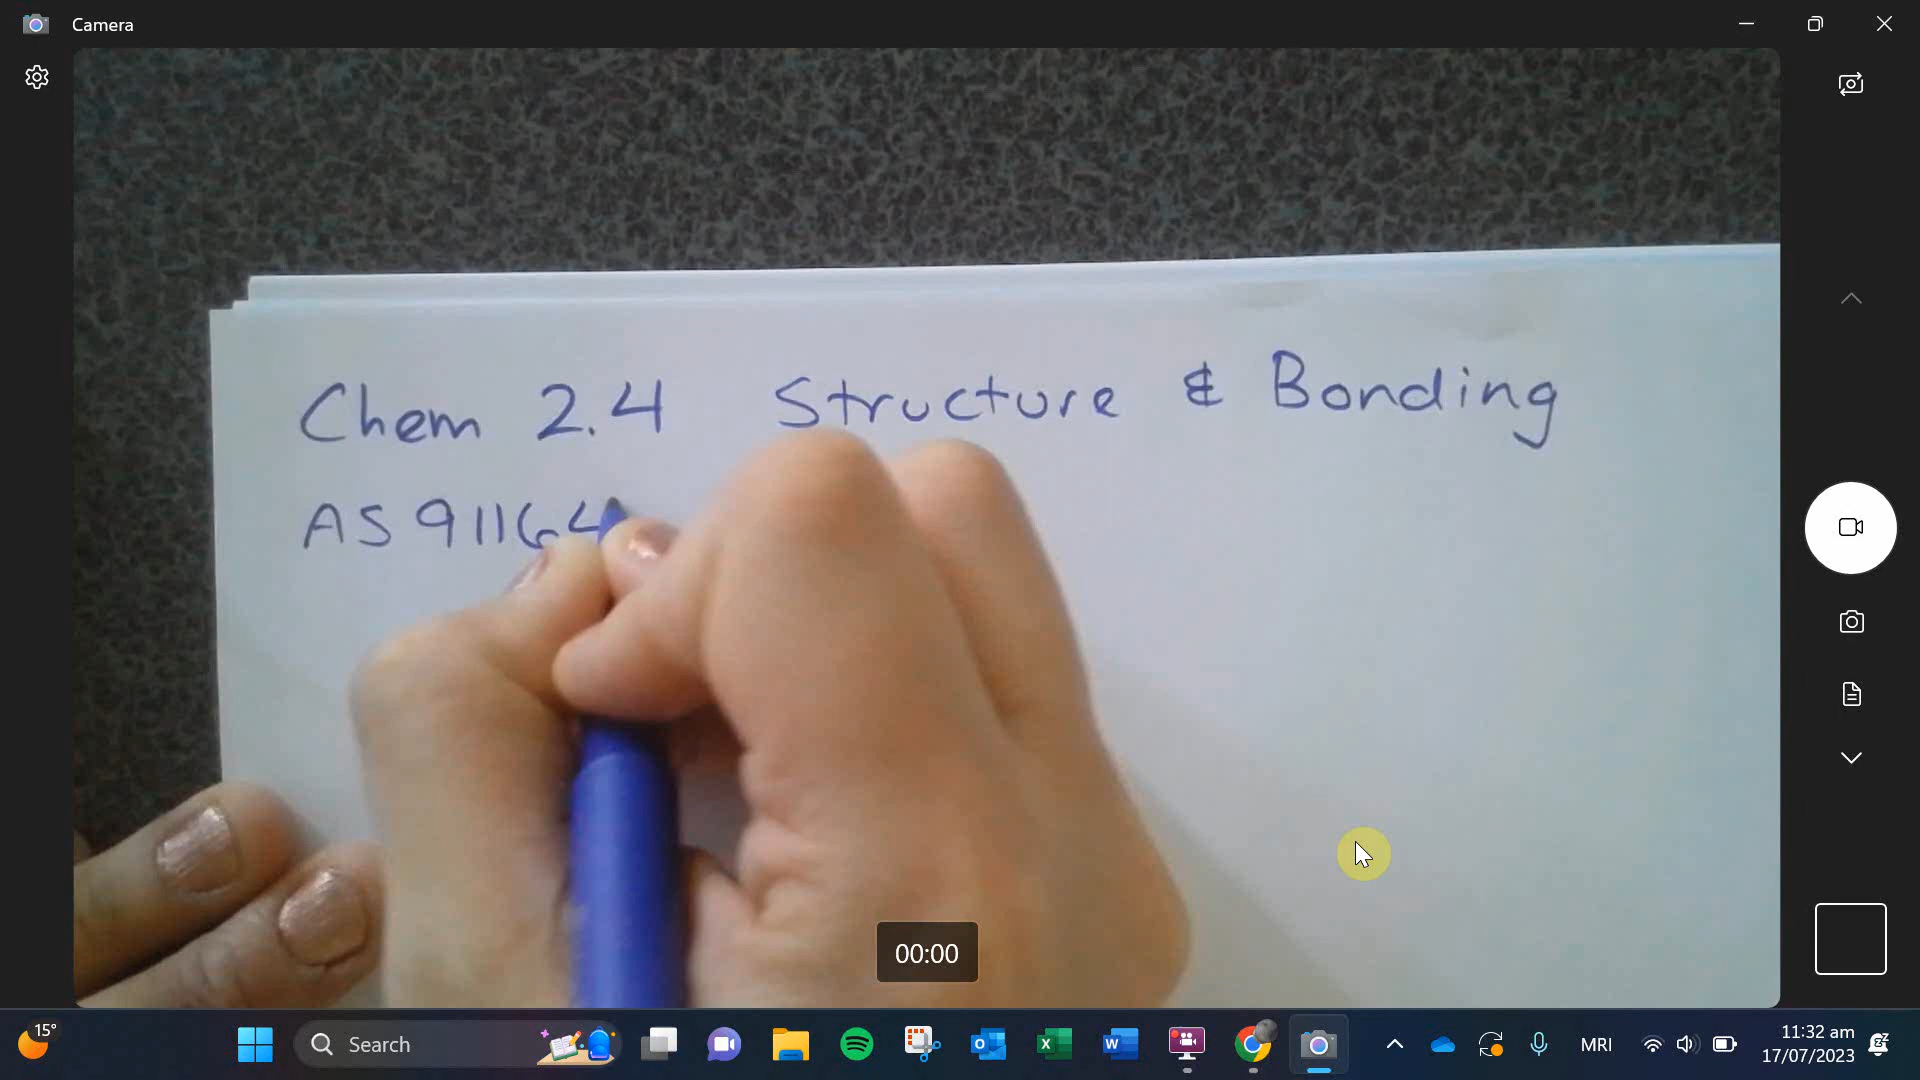 Camera
Chem 2.4 Structure & Bonding
AS 91164
00:00
15°
Search
MRI
11:32 am
17/07/2023